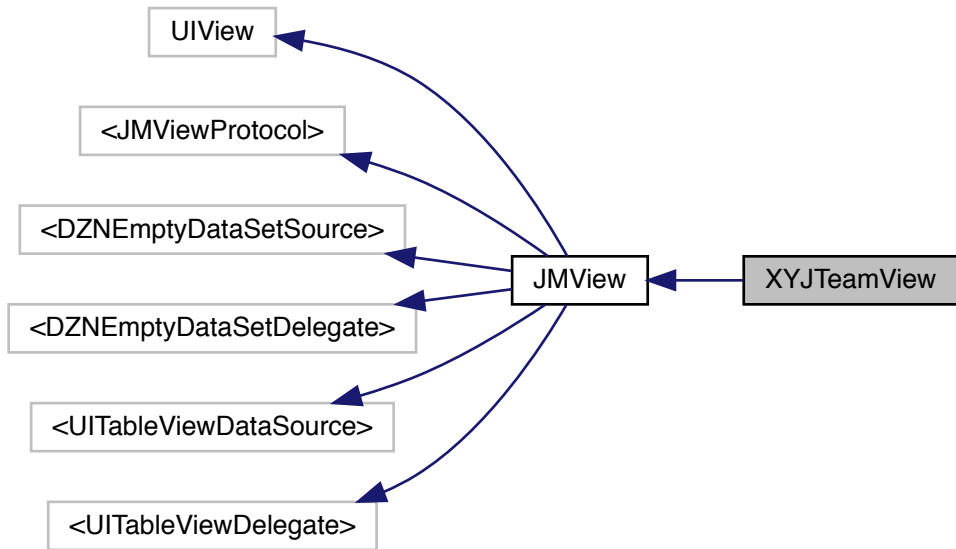 UIView
<JMViewProtocol>
<DZNEmptyDataSetSource>
JMView
XYJTeamView
<DZNEmptyDataSetDelegate>
<UITableViewDataSource>
<UITableViewDelegate>